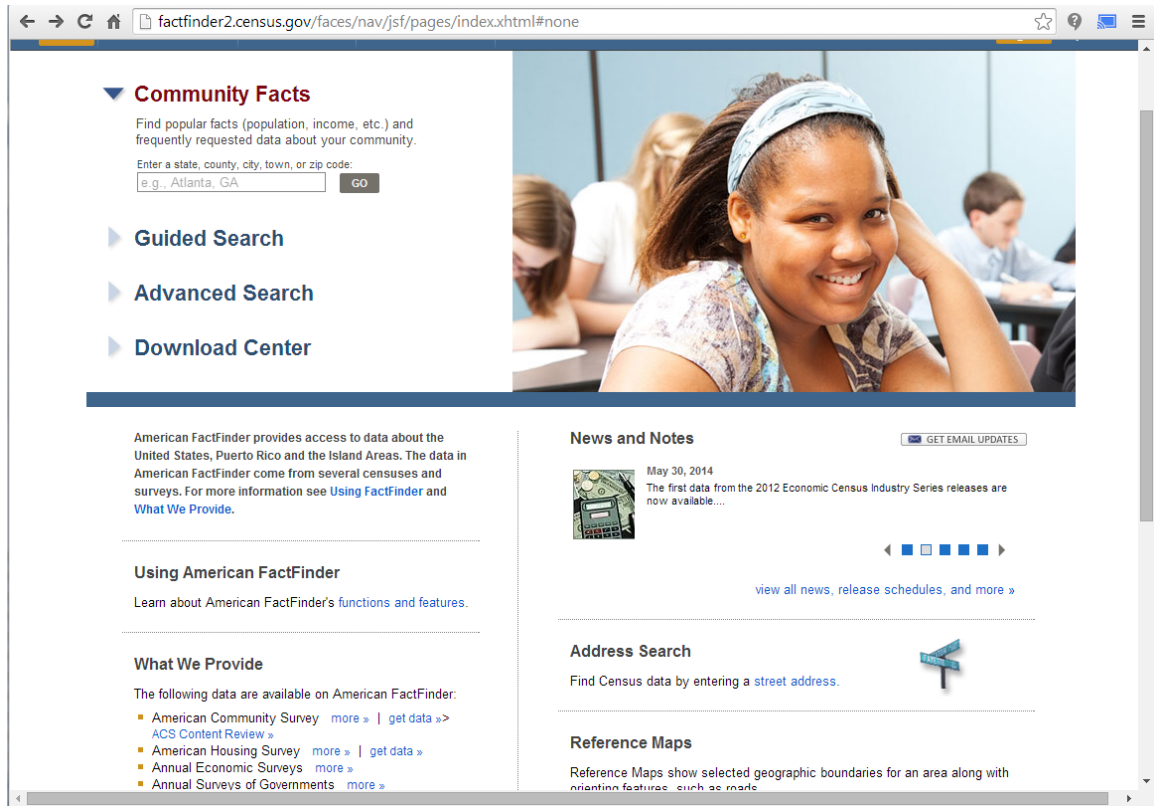 factfinder2.census.gov/faces/nav/jsf/pages/index.xhtml#none
Community Facts
Find popular facts (population, income, etc.) and
frequently requested data about your community.
Enter a state, county, city, town, or zip code:
e.g., Atlanta, GA
GO
Guided Search
Advanced Search
Download Center
American FactFinder provides access to data about the
United States, Puerto Rico and the Island Areas. The data in
American FactFinder come from several censuses and
surveys. For more information see Using FactFinder and
What We Provide.
Using American FactFinder
Learn about American FactFinder's functions and features.
What We Provide
The following data are available on American FactFinder:
American Community Survey more » | get data »>
ACS Content Review »
American Housing Survey more » | get data »
Annual Economic Surveys more »
Annual Surveys of Governments more »
News and Notes
GET EMAIL UPDATES
May 30, 2014
The first data from the 2012 Economic Census Industry Series releases are
now available....
view all news, release schedules, and more »
Address Search
Find Census data by entering a street address.
Reference Maps
Reference Maps show selected geographic boundaries for an area along with
orienting features, such as roads